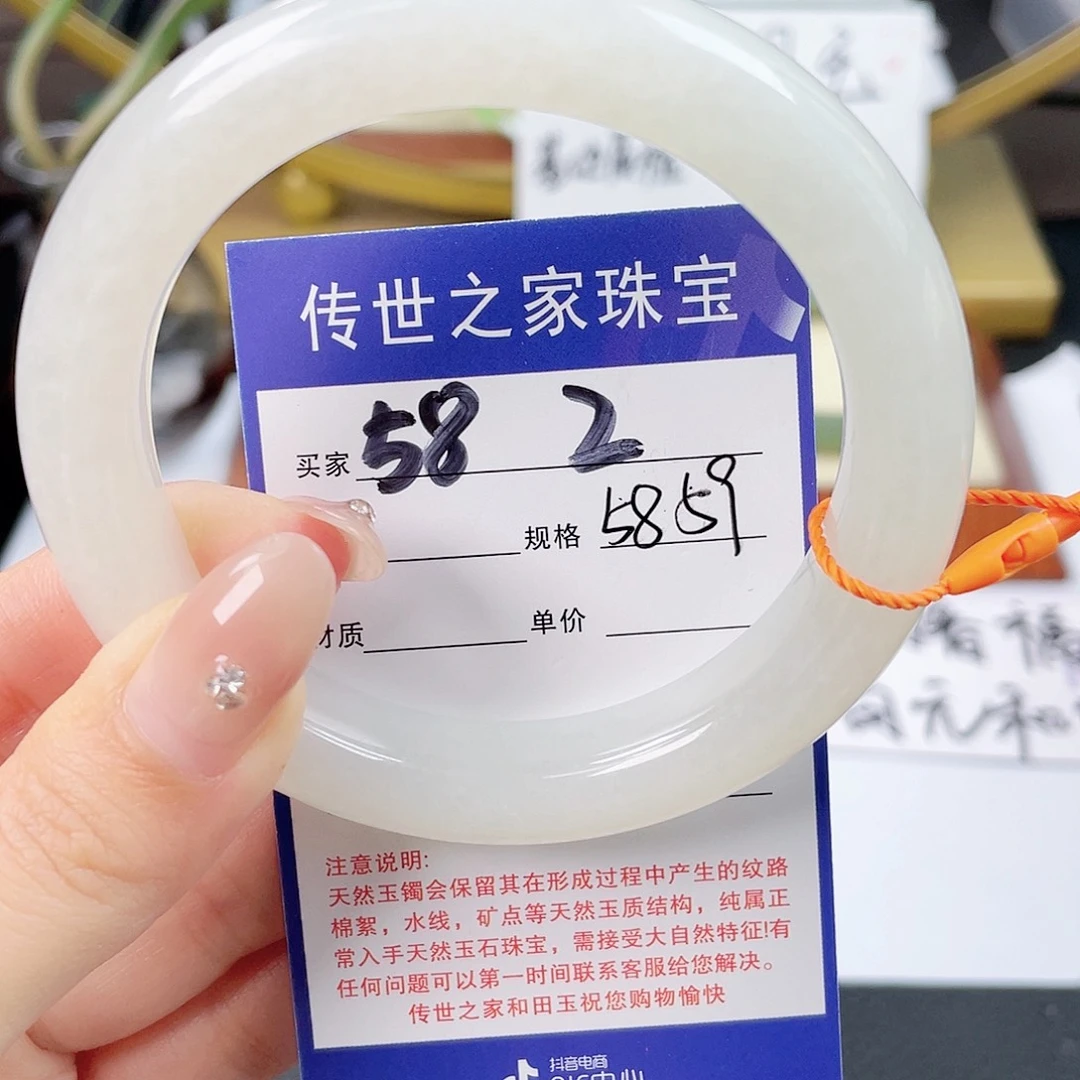 传世之家珠宝
买家 58 2
规格 5859
材质 单价
注意说明:
天然玉镯会保留其在形成过程中产生的纹路
棉絮，水线，矿点等天然玉质结构，纯属正
常入手天然玉石珠宝，需接受大自然特征!有
任何问题可以第一时间联系客服给您解决。
传世之家和田玉祝您购物愉快
抖音电商